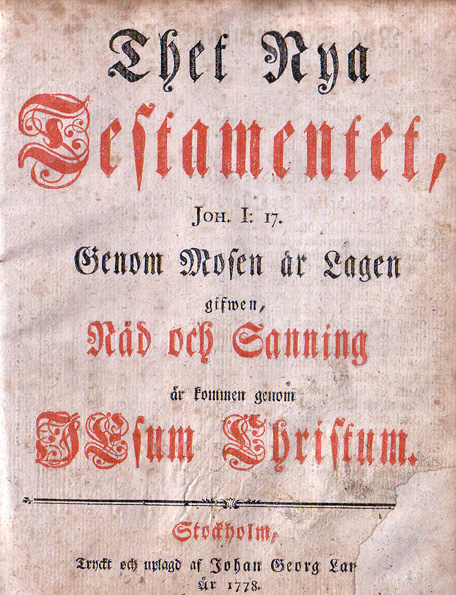 Thet Nya
Testamentet,
JOH. I: 17.
Genom Mosen är Lagen
gifwen,
Nåd och Sanning
är kommen genom
JEsum Christum.
Stockholm,
Tryckt och uplagd af Johan Georg Lan
År 1778.